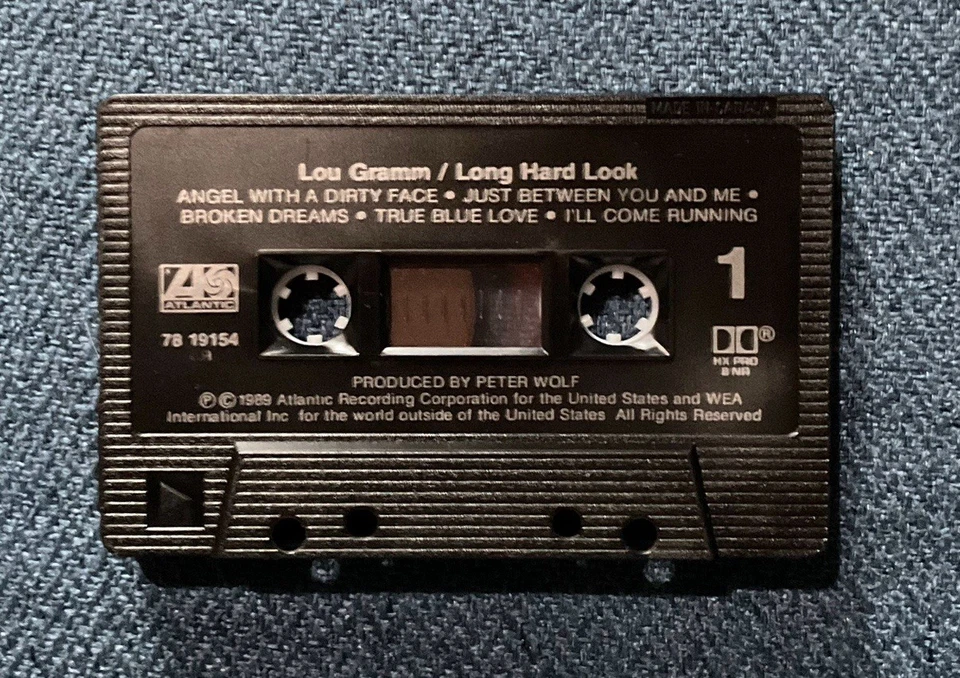 MADE IN CANADA
Lou Gramm / Long Hard Look
ANGEL WITH A DIRTY FACE • JUST BETWEEN YOU AND ME •
BROKEN DREAMS • TRUE BLUE LOVE • I'LL COME RUNNING
1
ATLANTIC
78 19154
HX PRO
B NR
PRODUCED BY PETER WOLF
℗ © 1989 Atlantic Recording Corporation for the United States and WEA
International Inc for the world outside of the United States All Rights Reserved